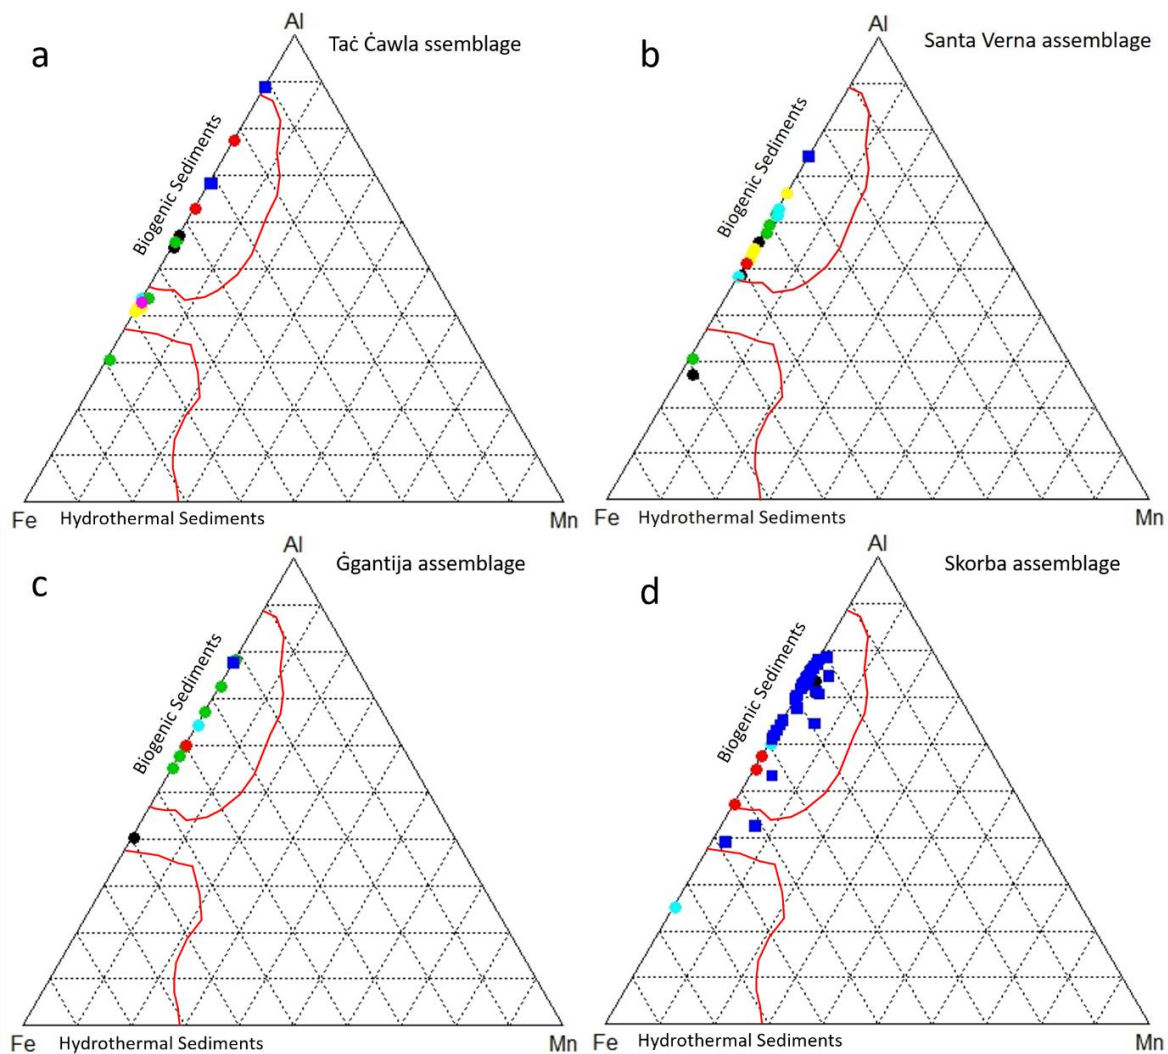 a
Al
Taċ Ċawla ssemblage
Biogenic Sediments
Fe
Hydrothermal Sediments
Mn
b
Al
Santa Verna assemblage
Biogenic Sediments
Fe
Hydrothermal Sediments
Mn
c
Al
Ġgantija assemblage
Biogenic Sediments
Fe
Hydrothermal Sediments
Mn
d
Al
Skorba assemblage
Biogenic Sediments
Fe
Hydrothermal Sediments
Mn